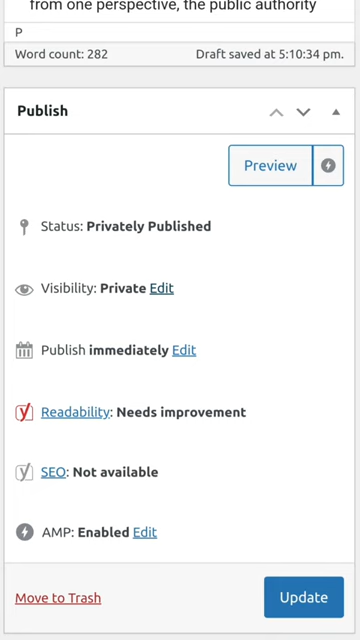 from one perspective, the public authority
P
Word count: 282 Draft saved at 5:10:34 pm.
Publish
Preview
Status: Privately Published
Visibility: Private Edit
Publish immediately Edit
Readability: Needs improvement
SEO: Not available
AMP: Enabled Edit
Move to Trash Update